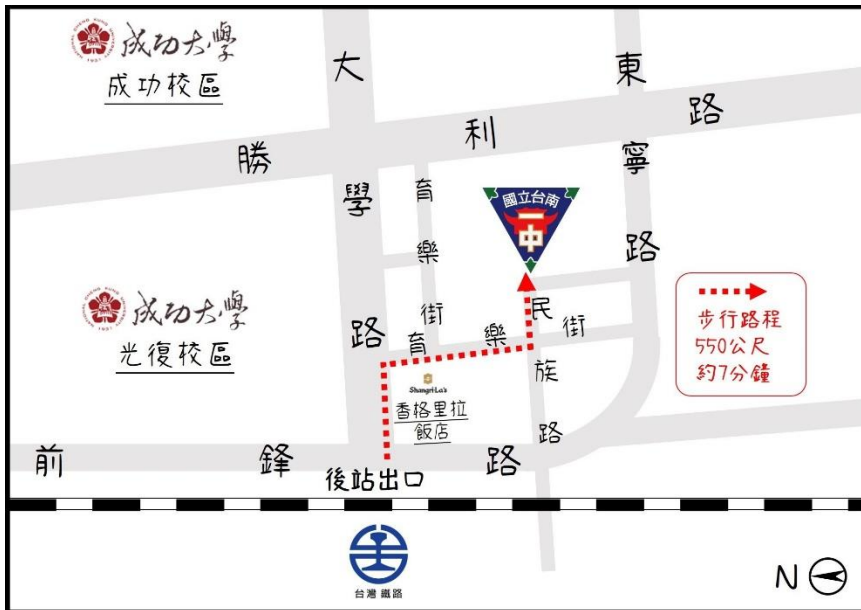 成功大學
成功校區
大學路
東寧路
勝利路
育樂街
國立台南
一中
成功大學
光復校區
育樂街
民族路
步行路程
550公尺
約7分鐘
Shangri-La's
香格里拉
飯店
前鋒路
後站出口
台灣鐵路
N